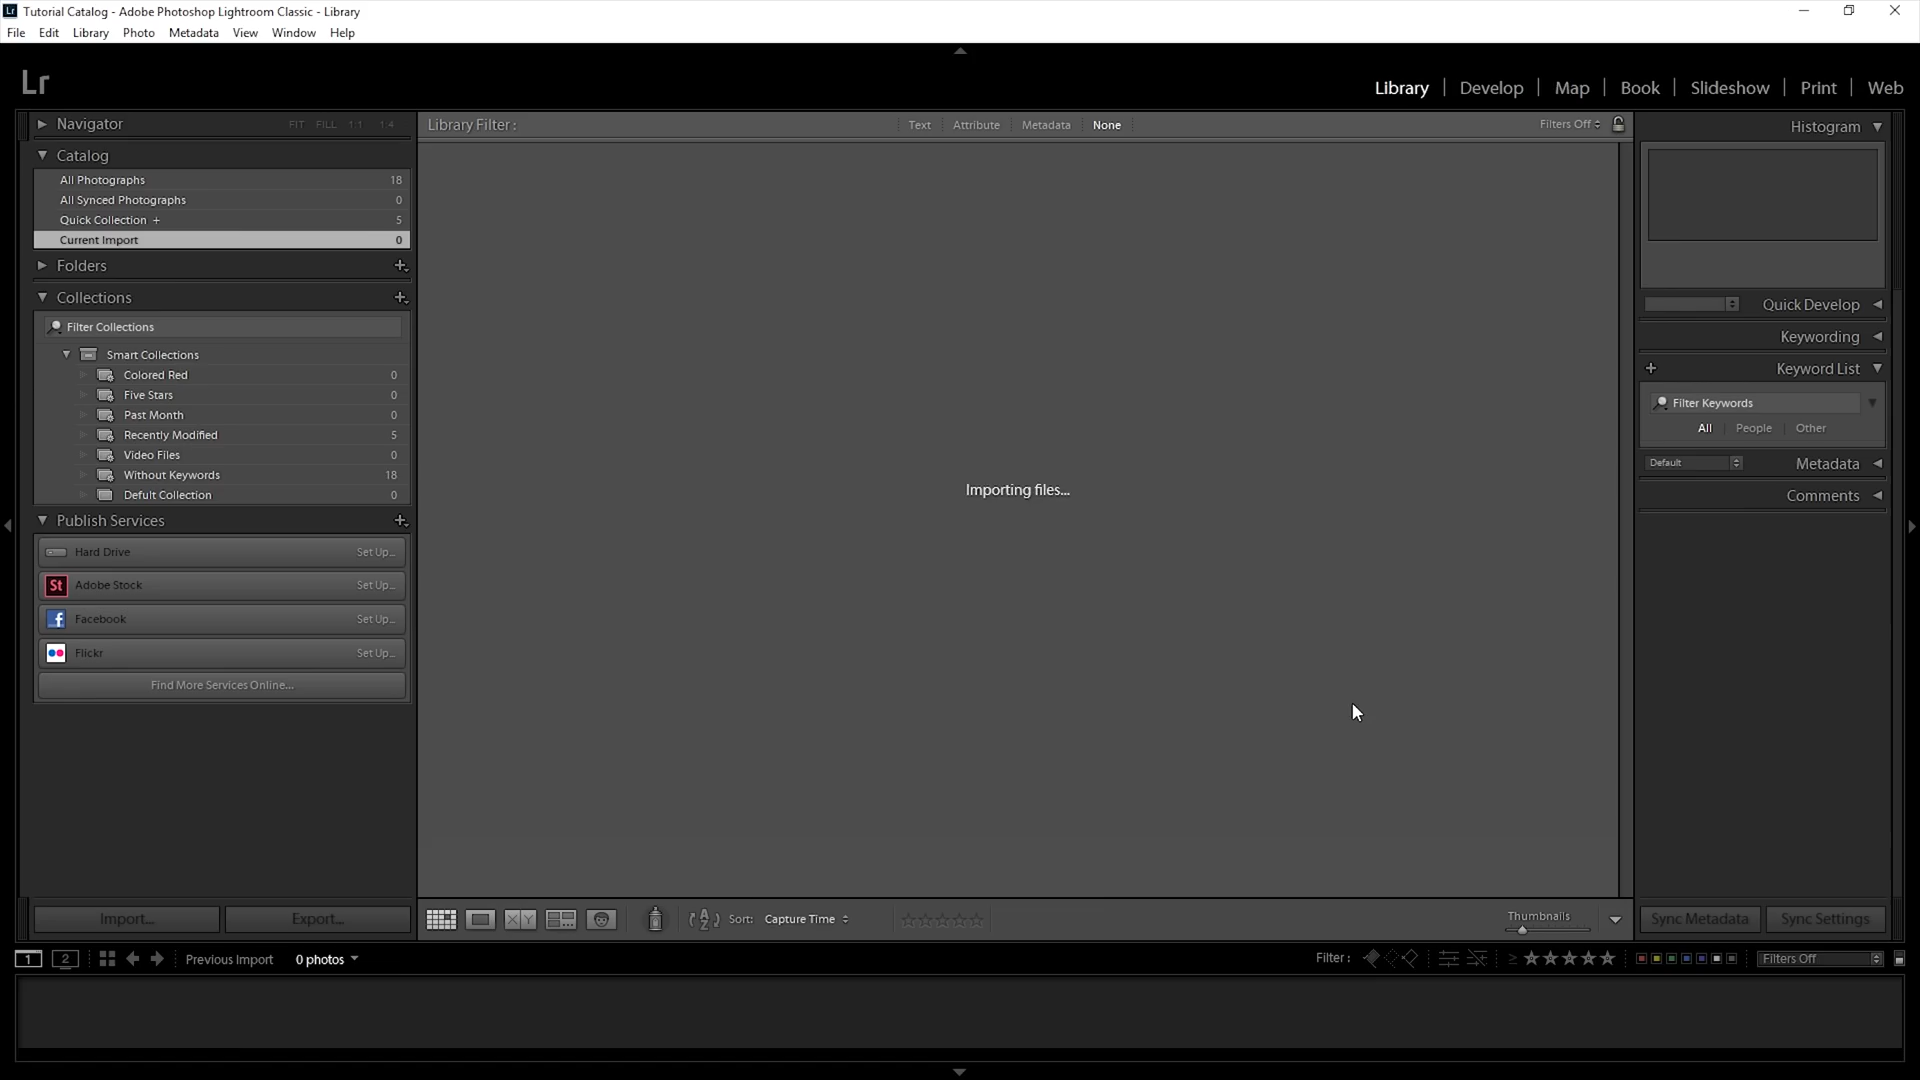 Lr Tutorial Catalog - Adobe Photoshop Lightroom Classic - Library
File Edit Library Photo Metadata View Window Help
Lr
Library | Develop | Map | Book | Slideshow | Print | Web
Navigator FIT FILL 1:1 1:4
Catalog
All Photographs 18
All Synced Photographs 0
Quick Collection + 5
Current Import 0
Folders
Collections
Filter Collections
Smart Collections
Colored Red 0
Five Stars 0
Past Month 0
Recently Modified 5
Video Files 0
Without Keywords 18
Defult Collection 0
Publish Services
Hard Drive Set Up...
St Adobe Stock Set Up...
f Facebook Set Up...
Flickr Set Up...
Find More Services Online...
Import... Export...
Library Filter : Text Attribute Metadata None Filters Off
Importing files...
X Y A Z Sort: Capture Time Thumbnails
Histogram
Quick Develop
Keywording
Keyword List
Filter Keywords
All People Other
Default Metadata
Comments
Sync Metadata Sync Settings
1 2 Previous Import 0 photos Filter : ≥ Filters Off